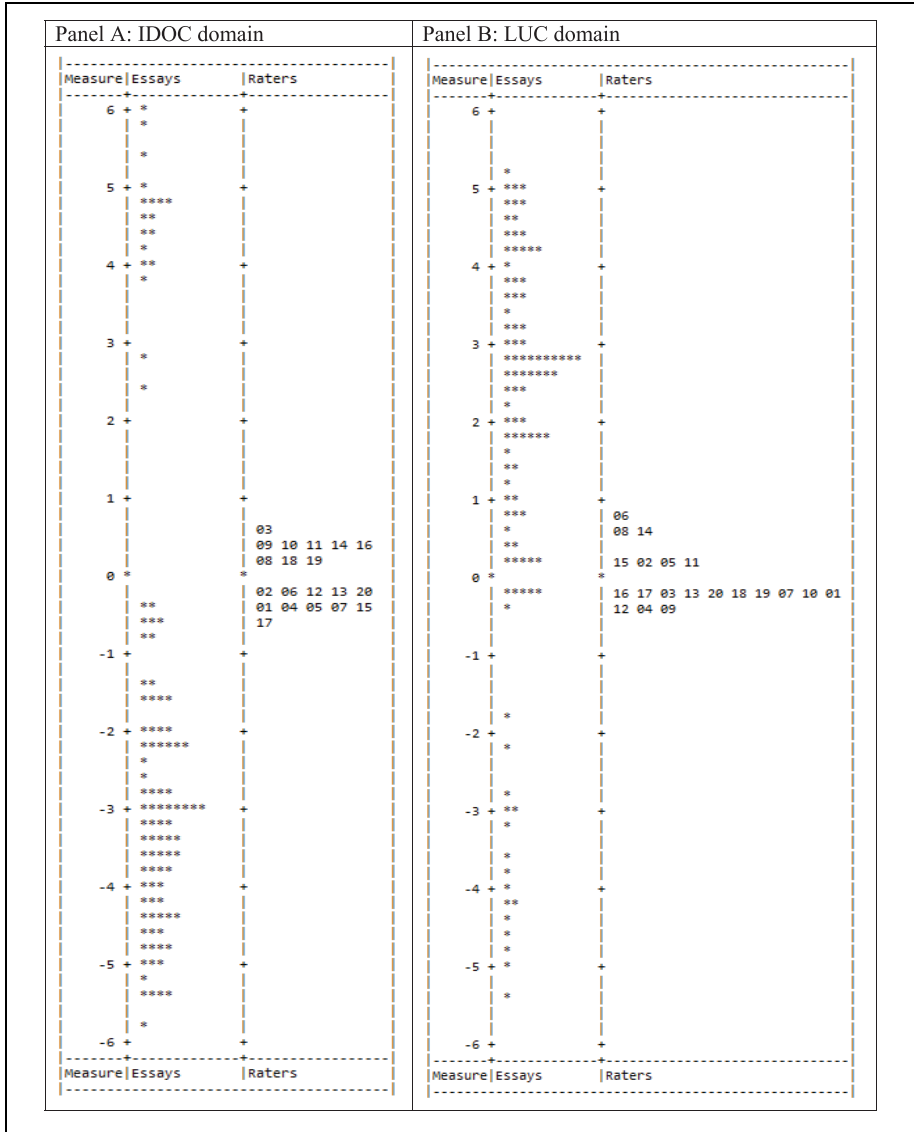 Panel A: IDOC domain
|---------------------------------------|
|Measure|Essays |Raters
|-------+-------------+-----------------|
6 + * +
| * |
| |
| * |
| |
5 + * +
| **** |
| ** |
| ** |
| * |
4 + ** +
| * |
| |
| |
| |
3 + +
| * |
| |
| * |
| |
2 + +
| |
| |
| |
| |
1 + +
| |
| | 03
| | 09 10 11 14 16
| | 08 18 19
0 * *
| | 02 06 12 13 20
| ** | 01 04 05 07 15
| *** | 17
| ** |
-1 + +
| |
| ** |
| **** |
| |
-2 + **** +
| ****** |
| * |
| * |
| **** |
-3 + ******** +
| **** |
| ***** |
| ***** |
| **** |
-4 + *** +
| *** |
| ***** |
| *** |
| **** |
-5 + *** +
| * |
| **** |
| |
| * |
-6 + +
|-------+-------------+-----------------|
|Measure|Essays |Raters
|---------------------------------------|
Panel B: LUC domain
|--------------------------------------------------|
|Measure|Essays |Raters
|-------+-------------+----------------------------|
6 + +
| |
| |
| |
| * |
5 + *** +
| *** |
| ** |
| *** |
| ***** |
4 + * +
| *** |
| *** |
| * |
| *** |
3 + *** +
| ********** |
| ******* |
| *** |
| * |
2 + *** +
| ****** |
| * |
| ** |
| * |
1 + ** +
| *** | 06
| * | 08 14
| ** |
| ***** | 15 02 05 11
0 * *
| ***** | 16 17 03 13 20 18 19 07 10 01
| * | 12 04 09
| |
| |
-1 + +
| |
| |
| |
| * |
-2 + +
| * |
| |
| |
| * |
-3 + ** +
| * |
| |
| * |
| * |
-4 + * +
| ** |
| * |
| * |
| * |
-5 + * +
| |
| * |
| |
| |
-6 + +
|-------+-------------+----------------------------|
|Measure|Essays |Raters
|--------------------------------------------------|